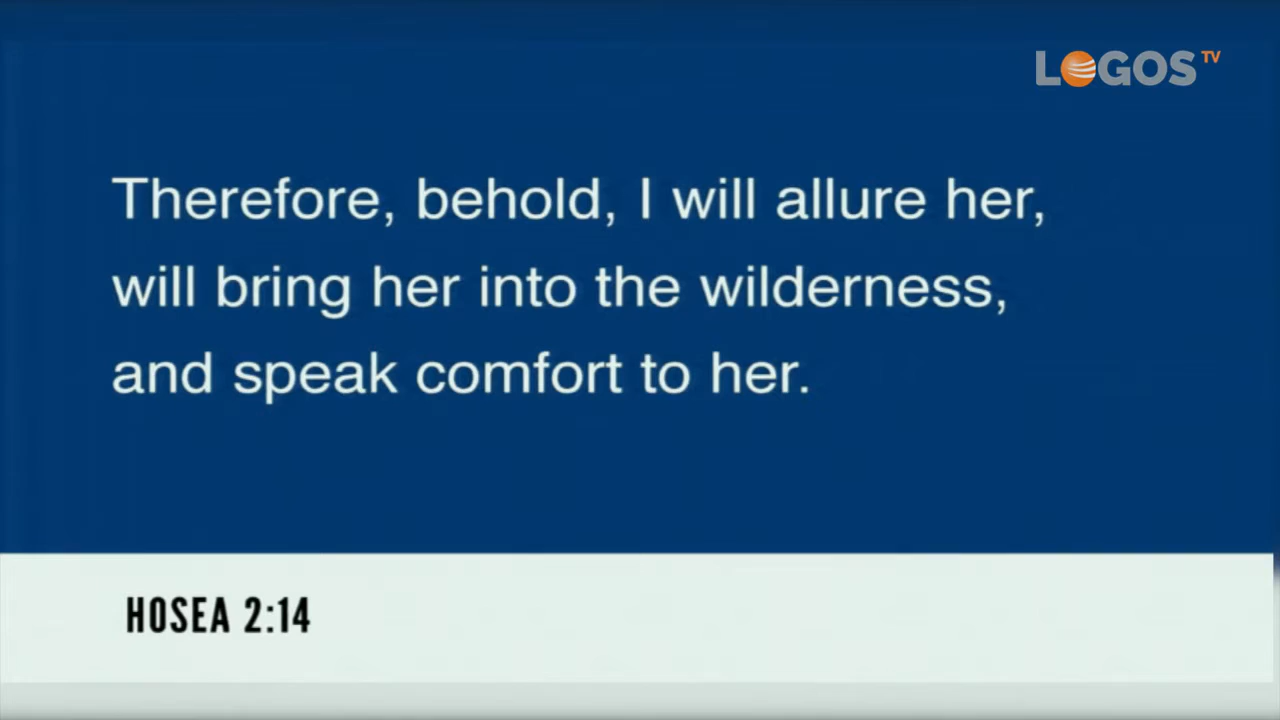 LOGOS TV
Therefore, behold, I will allure her,
will bring her into the wilderness,
and speak comfort to her.
HOSEA 2:14